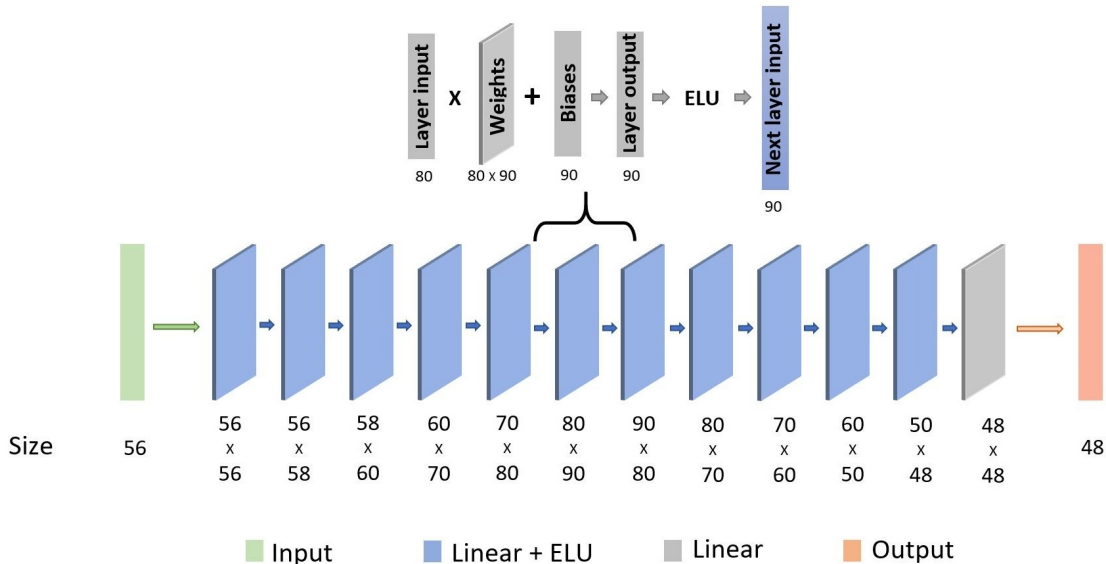 Layer input
X
Weights
+
Biases
Layer output
ELU
Next layer input
80
80 x 90
90
90
90
Size
56
56 x 56
56 x 58
58 x 60
60 x 70
70 x 80
80 x 90
90 x 80
80 x 70
70 x 60
60 x 50
50 x 48
48 x 48
48
Input
Linear + ELU
Linear
Output